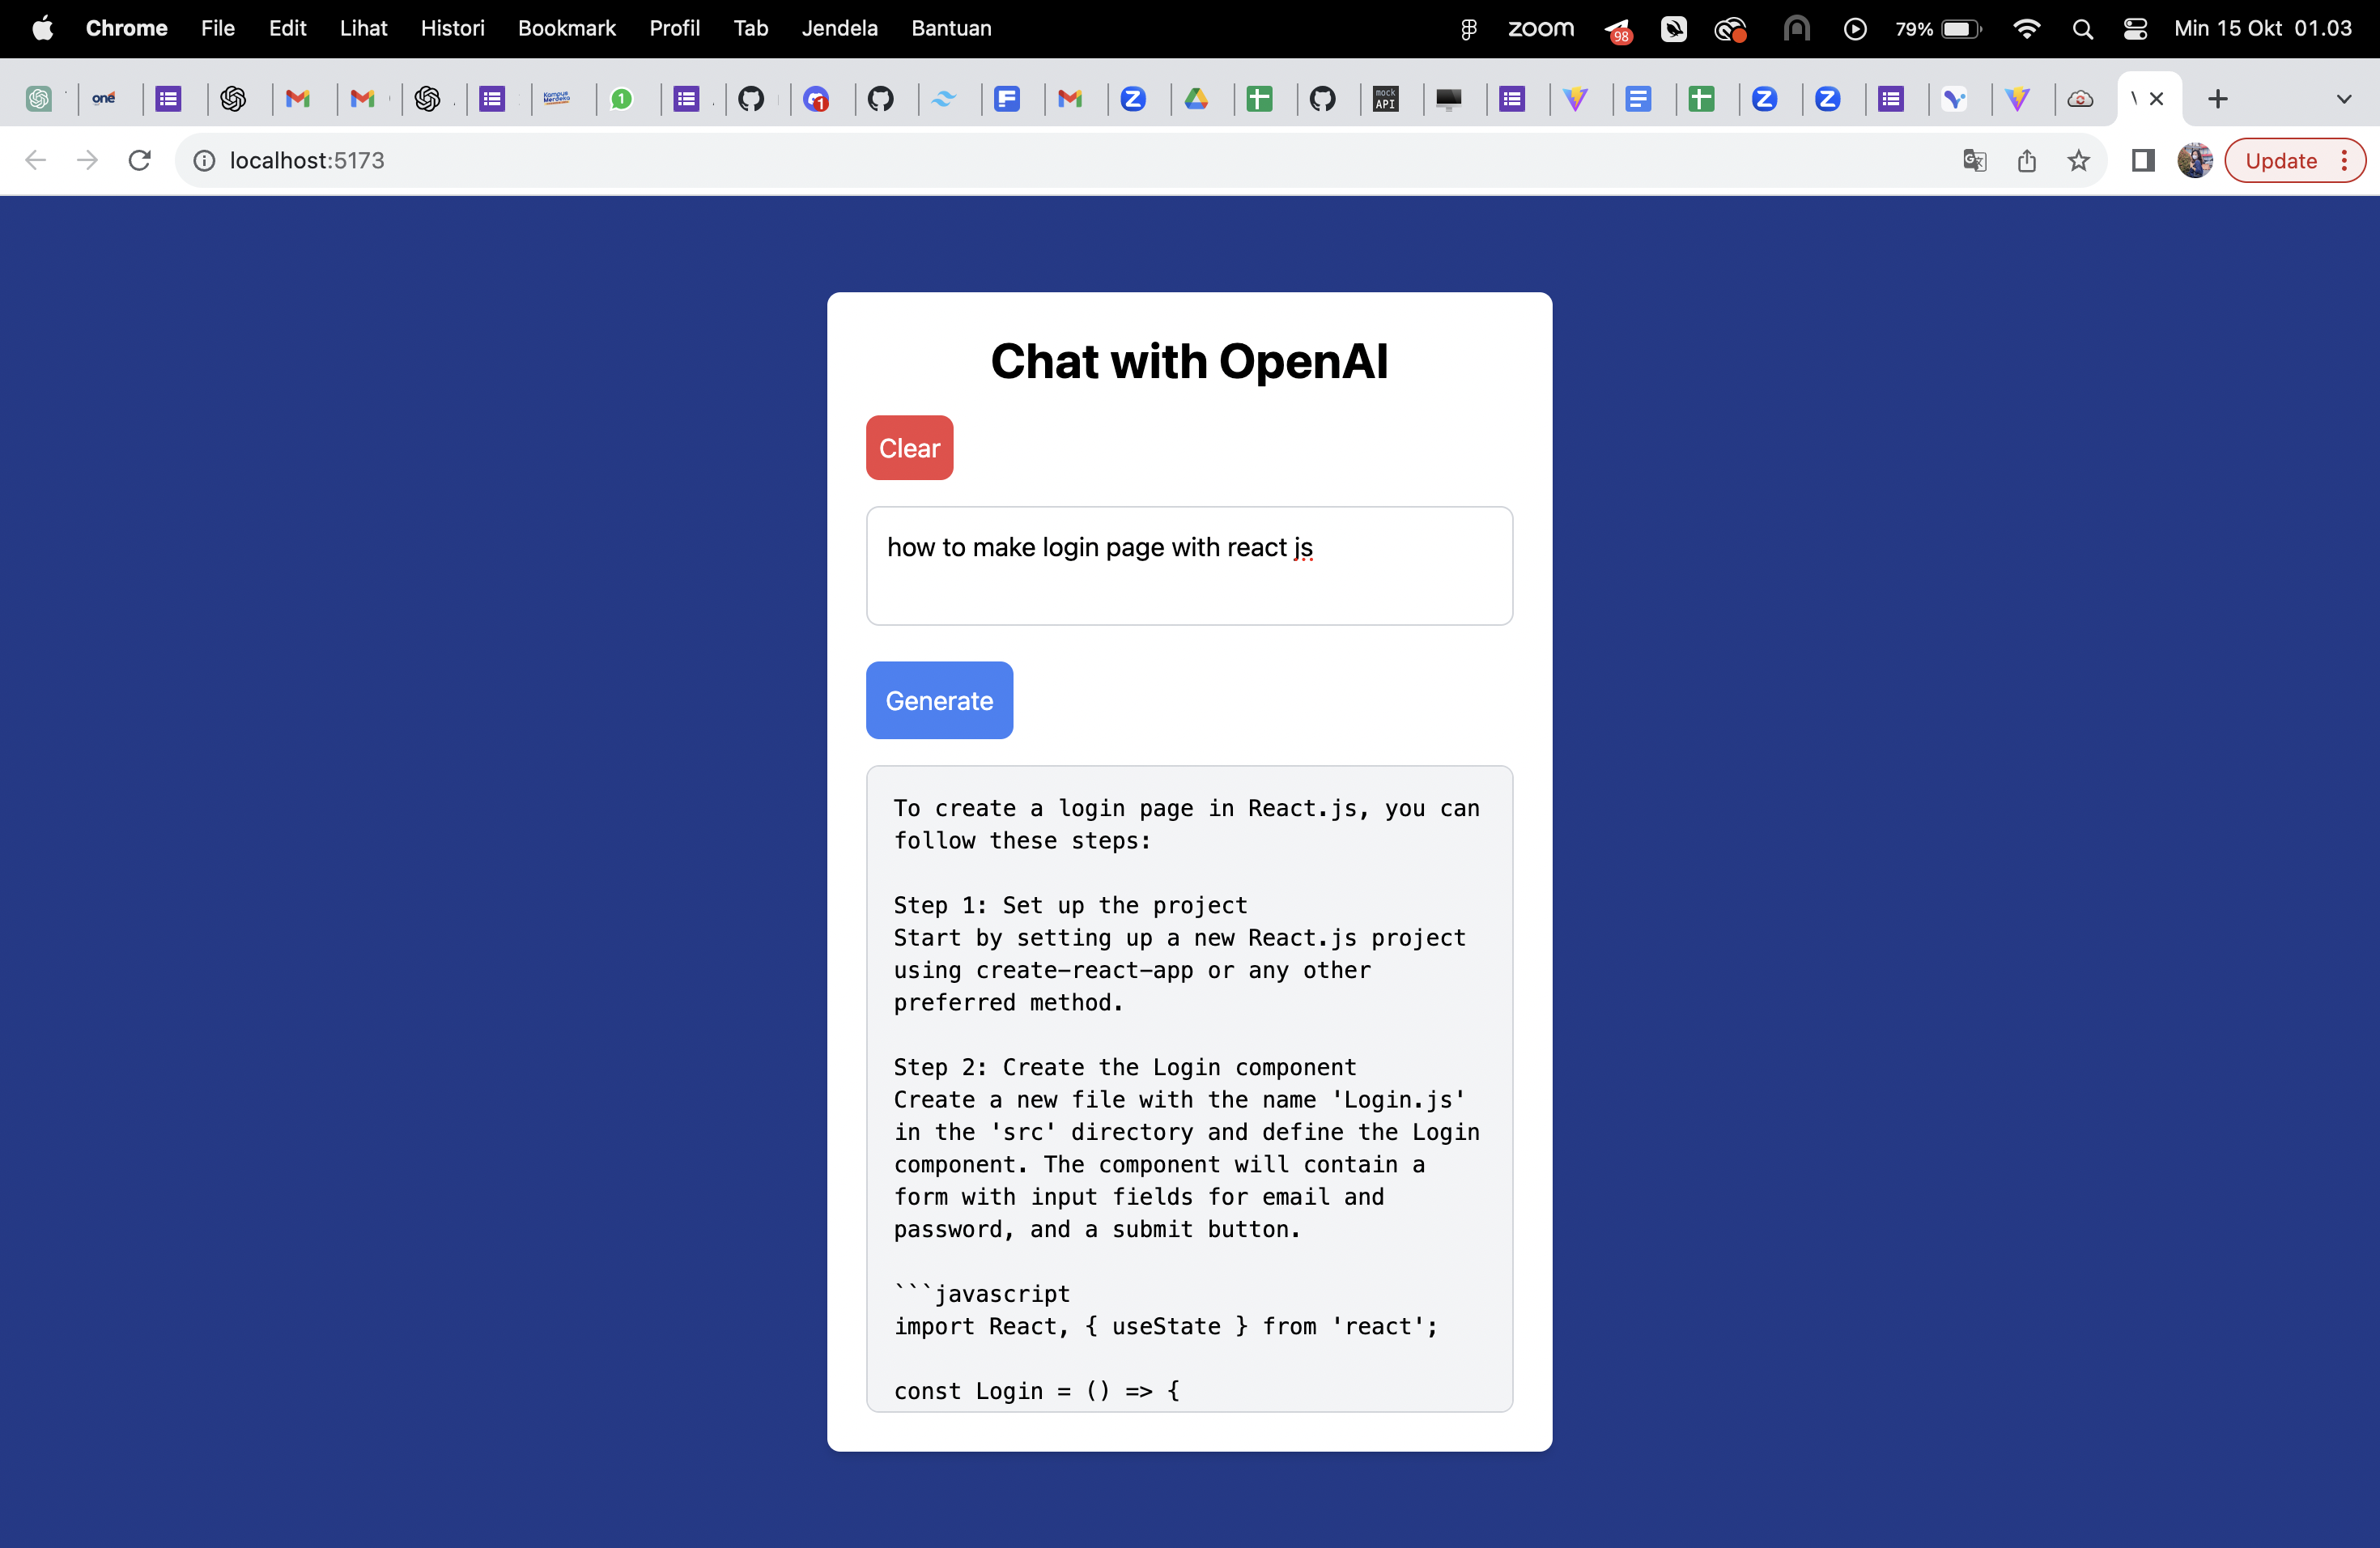 Chrome File Edit Lihat Histori Bookmark Profil Tab Jendela Bantuan zoom 98 79% Min 15 Okt 01.03
one Kampus Merdeka 1 1 mock API
localhost:5173 Update
Chat with OpenAI
Clear
how to make login page with react js
Generate
To create a login page in React.js, you can
follow these steps:
Step 1: Set up the project
Start by setting up a new React.js project
using create-react-app or any other
preferred method.
Step 2: Create the Login component
Create a new file with the name 'Login.js'
in the 'src' directory and define the Login
component. The component will contain a
form with input fields for email and
password, and a submit button.
```javascript
import React, { useState } from 'react';
const Login = () => {